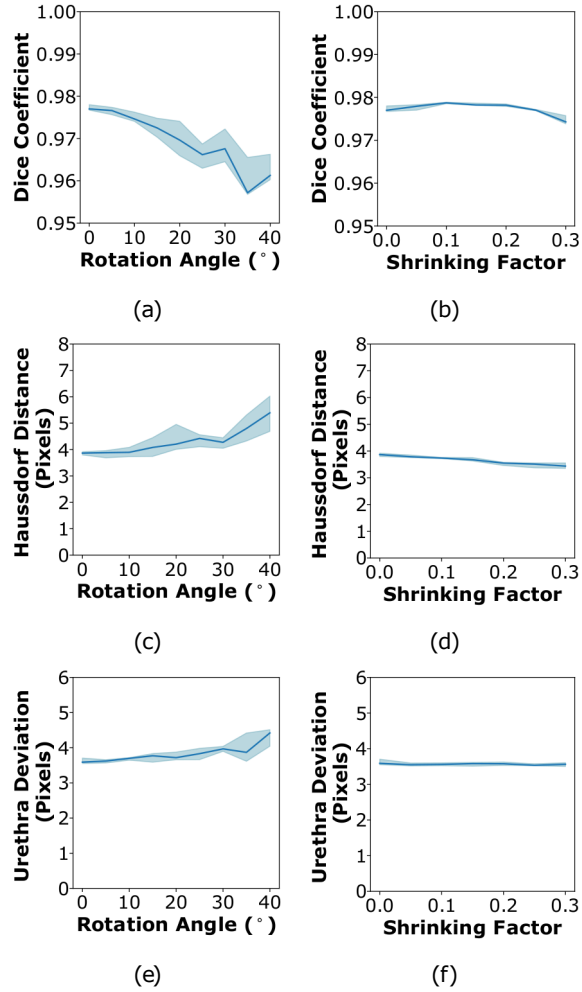 1.00
0.99
0.98
0.97
0.96
0.95
Dice Coefficient
0 10 20 30 40
Rotation Angle (°)
(a)
1.00
0.99
0.98
0.97
0.96
0.95
Dice Coefficient
0.0 0.1 0.2 0.3
Shrinking Factor
(b)
8
7
6
5
4
3
2
1
0
Haussdorf Distance
(Pixels)
0 10 20 30 40
Rotation Angle (°)
(c)
8
7
6
5
4
3
2
1
0
Haussdorf Distance
(Pixels)
0.0 0.1 0.2 0.3
Shrinking Factor
(d)
6
5
4
3
2
1
0
Urethra Deviation
(Pixels)
0 10 20 30 40
Rotation Angle (°)
(e)
6
5
4
3
2
1
0
Urethra Deviation
(Pixels)
0.0 0.1 0.2 0.3
Shrinking Factor
(f)